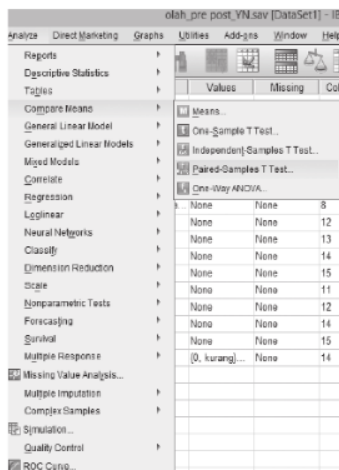 olah_pre post_YN.sav [DataSet1] - IB
Analyze Direct Marketing Graphs Utilities Add-ons Window Help
Reports
Descriptive Statistics
Tables
Compare Means
General Linear Model
Generalized Linear Models
Mixed Models
Correlate
Regression
Loglinear
Neural Networks
Classify
Dimension Reduction
Scale
Nonparametric Tests
Forecasting
Survival
Multiple Response
Missing Value Analysis...
Multiple Imputation
Complex Samples
Simulation...
Quality Control
ROC Curve...
Values Missing Col
Means...
One-Sample T Test...
Independent-Samples T Test...
Paired-Samples T Test...
One-Way ANOVA...
None None 8
None None 12
None None 13
None None 14
None None 15
None None 11
None None 12
None None 14
None None 15
{0, kurang}... None 14